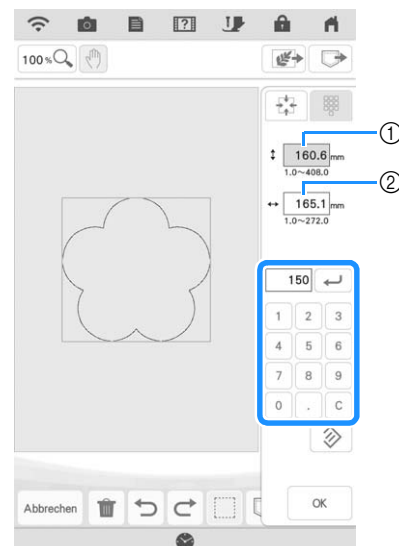 ?
100 %
①
160.6 mm
1.0~408.0
②
165.1 mm
1.0~272.0
150
1 2 3
4 5 6
7 8 9
0 . C
Abbrechen
OK